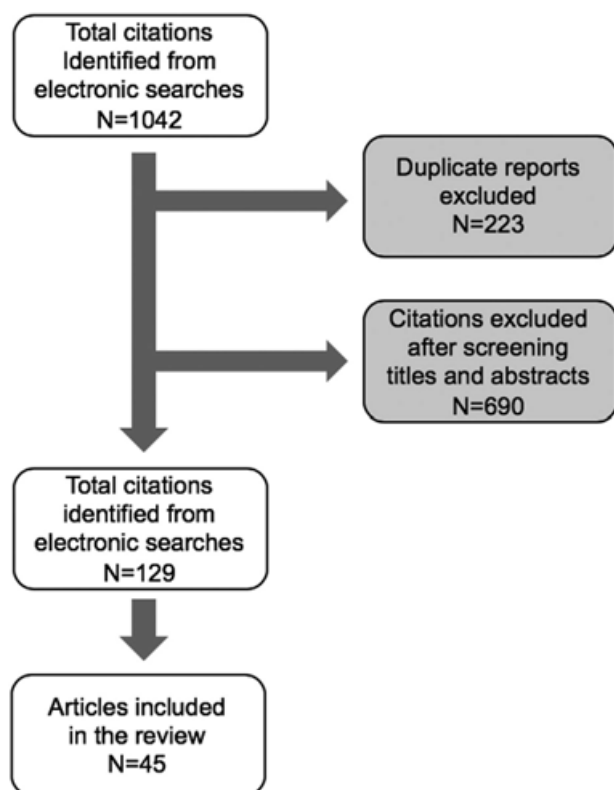 Total citations
Identified from
electronic searches
N=1042
Duplicate reports
excluded
N=223
Citations excluded
after screening
titles and abstracts
N=690
Total citations
identified from
electronic searches
N=129
Articles included
in the review
N=45